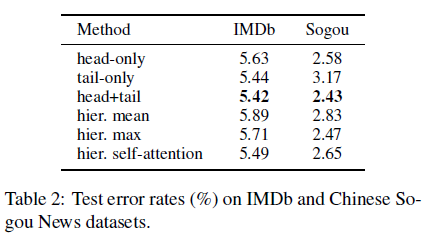 Method IMDb Sogou
head-only 5.63 2.58
tail-only 5.44 3.17
head+tail 5.42 2.43
hier. mean 5.89 2.83
hier. max 5.71 2.47
hier. self-attention 5.49 2.65
Table 2: Test error rates (%) on IMDb and Chinese So-
gou News datasets.